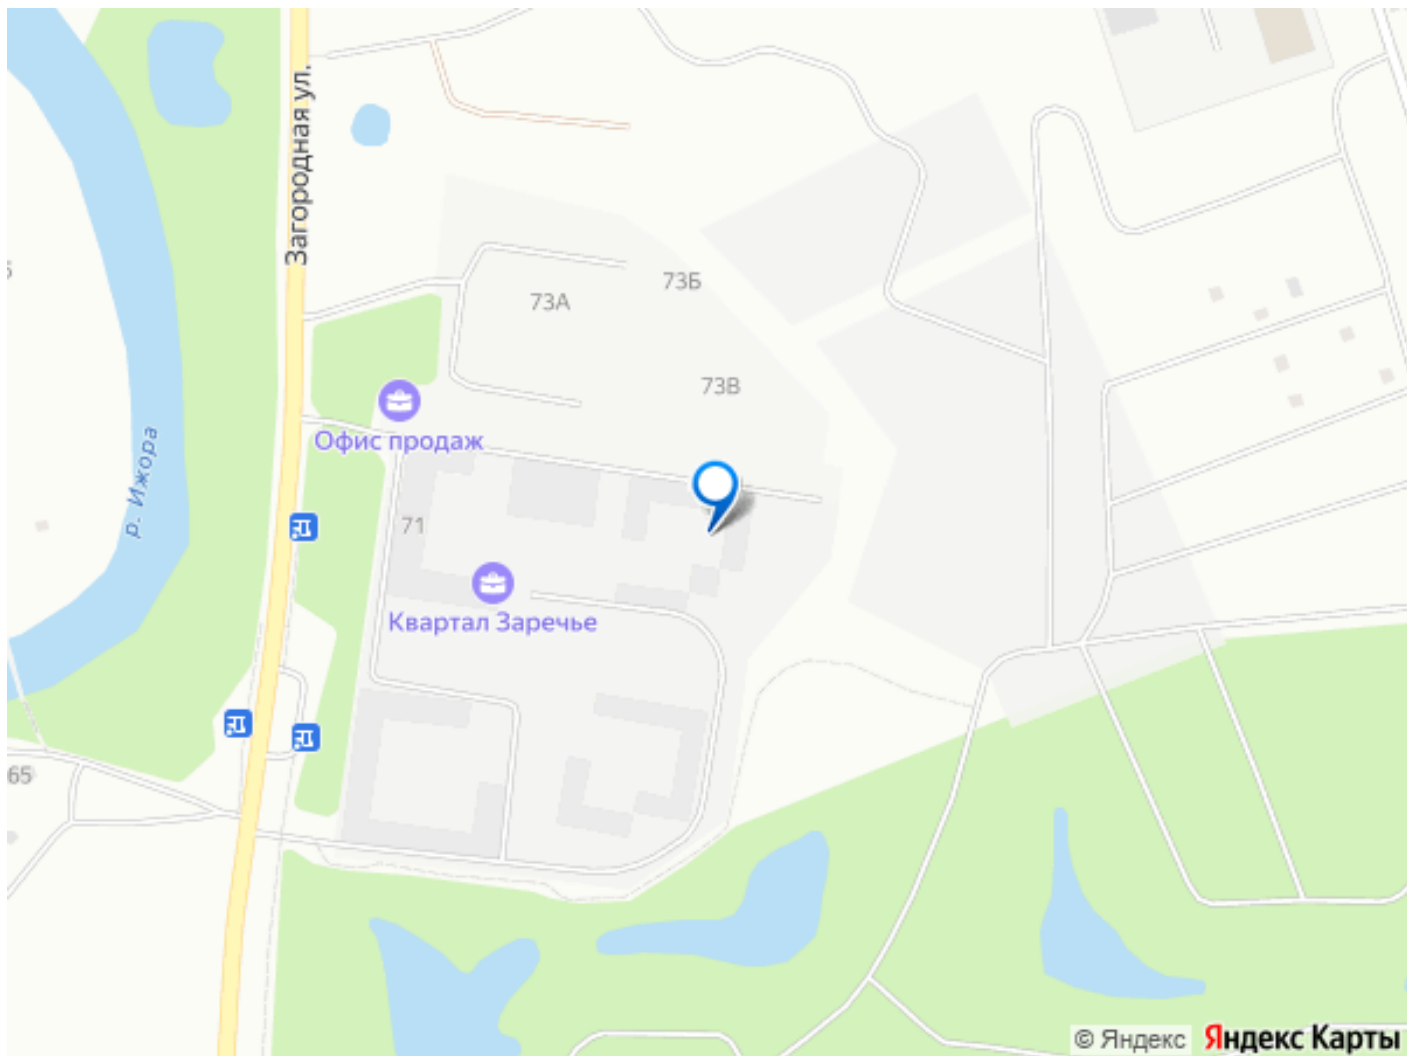 Загородная ул.
73Б
73А
73В
Офис продаж
р. Ижора
71
Квартал Заречье
65
© Яндекс
Яндекс Карты